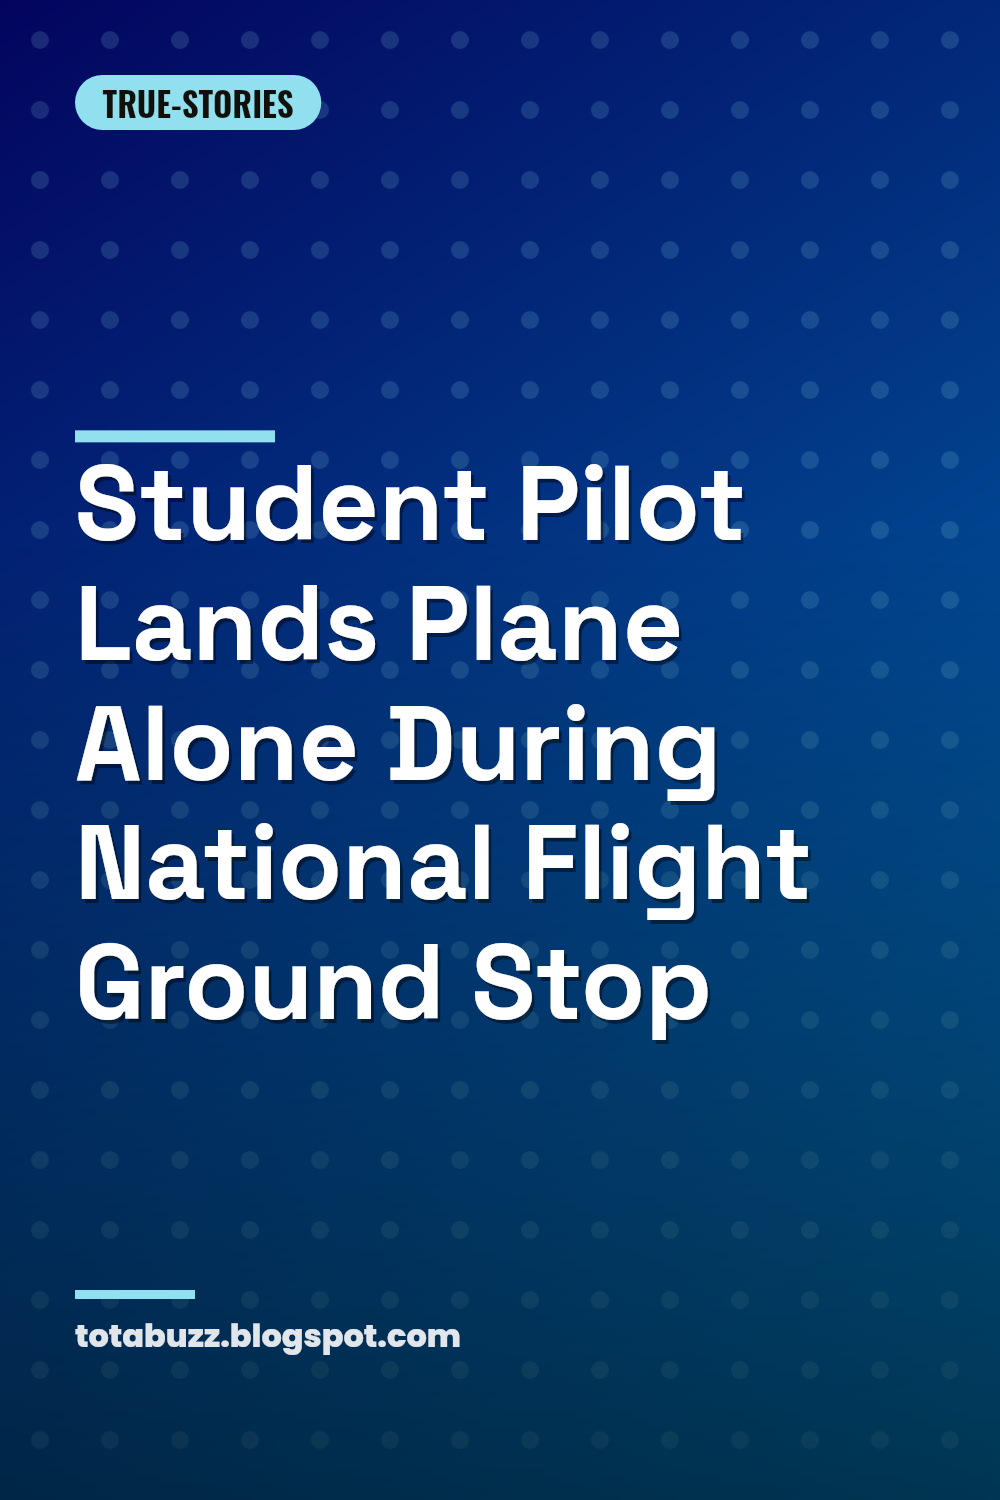 TRUE-STORIES
Student Pilot
Lands Plane
Alone During
National Flight
Ground Stop
totabuzz.blogspot.com